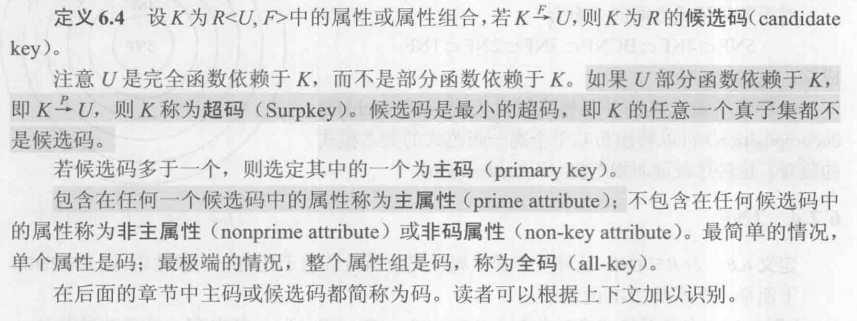 定义6.4 设K为R<U, F>中的属性或属性组合，若K F→ U，则K为R的候选码（candidate
key）。
注意 U 是完全函数依赖于 K，而不是部分函数依赖于 K。如果 U 部分函数依赖于 K，
即 K P→ U，则 K 称为超码（Surpkey）。候选码是最小的超码，即 K 的任意一个真子集都不
是候选码。
若候选码多于一个，则选定其中的一个为主码（primary key）。
包含在任何一个候选码中的属性称为主属性（prime attribute）；不包含在任何候选码中
的属性称为非主属性（nonprime attribute）或非码属性（non-key attribute）。最简单的情况，
单个属性是码；最极端的情况，整个属性组是码，称为全码（all-key）。
在后面的章节中主码或候选码都简称为码。读者可以根据上下文加以识别。